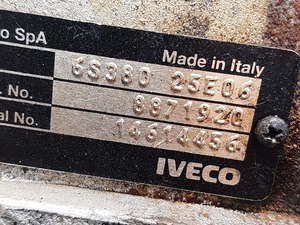 o SpA
Made in Italy
6S380 25E06
. No.
8871920
al No.
14614456
IVECO